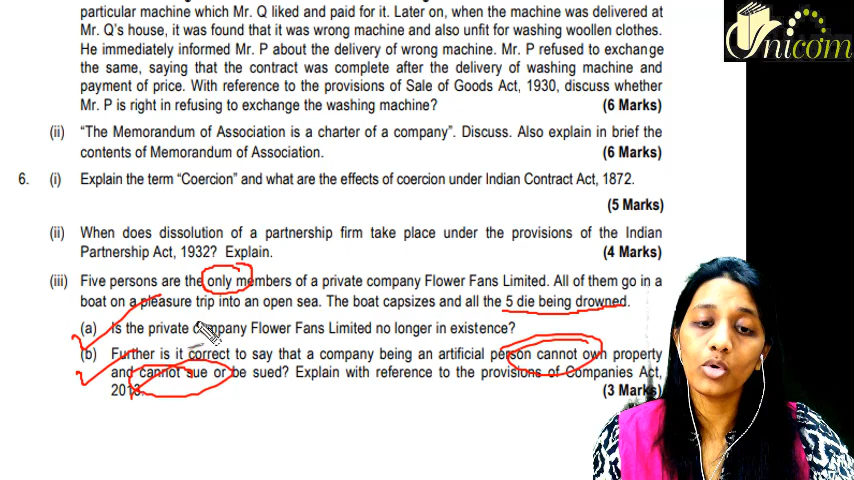 particular machine which Mr. Q liked and paid for it. Later on, when the machine was delivered at
Mr. Q's house, it was found that it was wrong machine and also unfit for washing woollen clothes.
He immediately informed Mr. P about the delivery of wrong machine. Mr. P refused to exchange
the same, saying that the contract was complete after the delivery of washing machine and
payment of price. With reference to the provisions of Sale of Goods Act, 1930, discuss whether
Mr. P is right in refusing to exchange the washing machine? (6 Marks)
(ii) “The Memorandum of Association is a charter of a company”. Discuss. Also explain in brief the
contents of Memorandum of Association. (6 Marks)
6. (i) Explain the term “Coercion” and what are the effects of coercion under Indian Contract Act, 1872.
(5 Marks)
(ii) When does dissolution of a partnership firm take place under the provisions of the Indian
Partnership Act, 1932? Explain. (4 Marks)
(iii) Five persons are the only members of a private company Flower Fans Limited. All of them go in a
boat on a pleasure trip into an open sea. The boat capsizes and all the 5 die being drowned.
(a) Is the private company Flower Fans Limited no longer in existence?
(b) Further is it correct to say that a company being an artificial person cannot own property
and cannot sue or be sued? Explain with reference to the provisions of Companies Act,
2013. (3 Marks)
Unicom